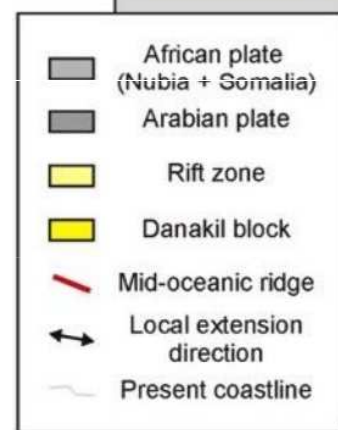 African plate
(Nubia + Somalia)
Arabian plate
Rift zone
Danakil block
Mid-oceanic ridge
Local extension
direction
Present coastline